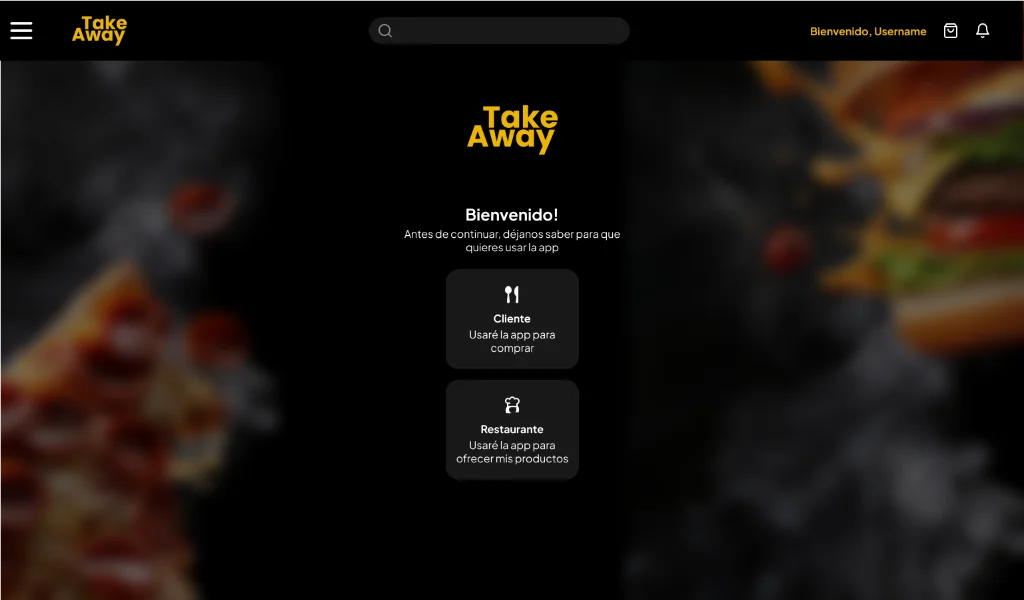 Take
Away
Bienvenido, Username
Take
Away
Bienvenido!
Antes de continuar, déjanos saber para que
quieres usar la app
Cliente
Usaré la app para
comprar
Restaurante
Usaré la app para
ofrecer mis productos